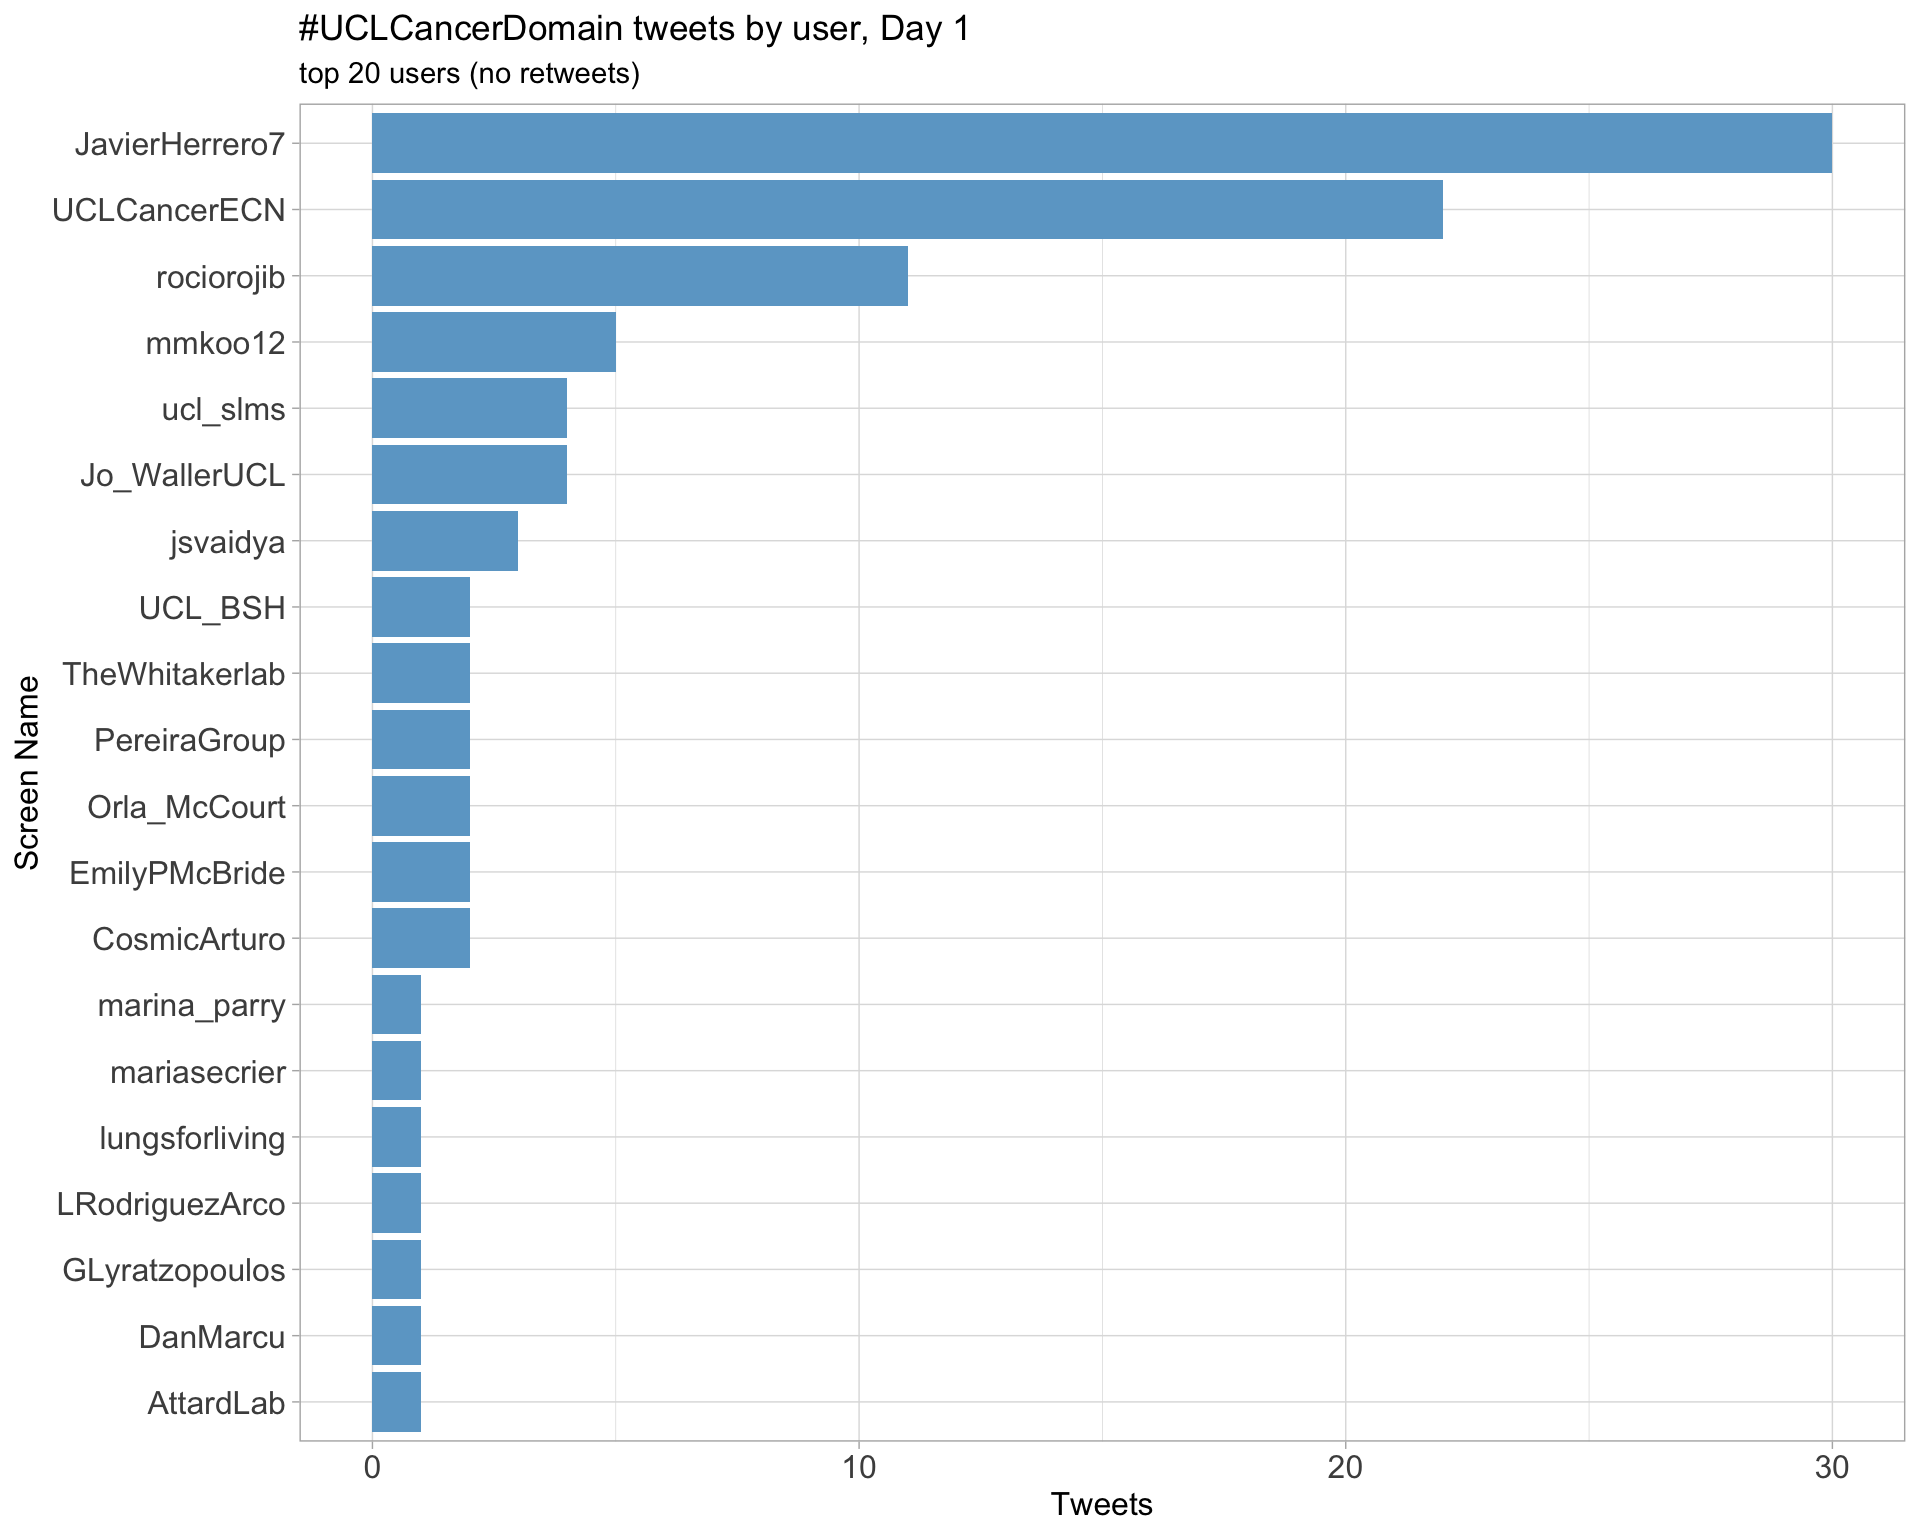 #UCLCancerDomain tweets by user, Day 1
top 20 users (no retweets)
Screen Name
JavierHerrero7
UCLCancerECN
rociorojib
mmkoo12
ucl_slms
Jo_WallerUCL
jsvaidya
UCL_BSH
TheWhitakerlab
PereiraGroup
Orla_McCourt
EmilyPMcBride
CosmicArturo
marina_parry
mariasecrier
lungsforliving
LRodriguezArco
GLyratzopoulos
DanMarcu
AttardLab
0 10 20 30
Tweets